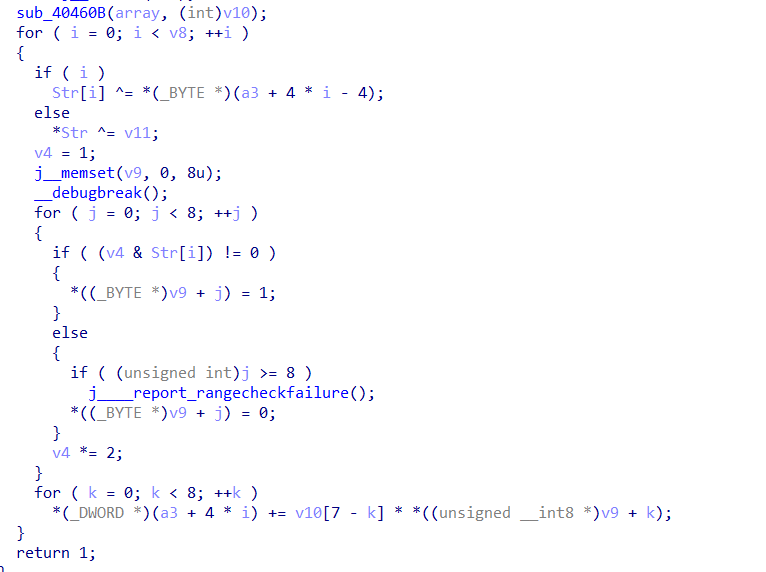 sub_40460B(array, (int)v10);
for ( i = 0; i < v8; ++i )
{
if ( i )
Str[i] ^= *(_BYTE *)(a3 + 4 * i - 4);
else
*Str ^= v11;
v4 = 1;
j__memset(v9, 0, 8u);
__debugbreak();
for ( j = 0; j < 8; ++j )
{
if ( (v4 & Str[i]) != 0 )
{
*((_BYTE *)v9 + j) = 1;
}
else
{
if ( (unsigned int)j >= 8 )
j____report_rangecheckfailure();
*((_BYTE *)v9 + j) = 0;
}
v4 *= 2;
}
for ( k = 0; k < 8; ++k )
*(_DWORD *)(a3 + 4 * i) += v10[7 - k] * *((unsigned __int8 *)v9 + k);
}
return 1;